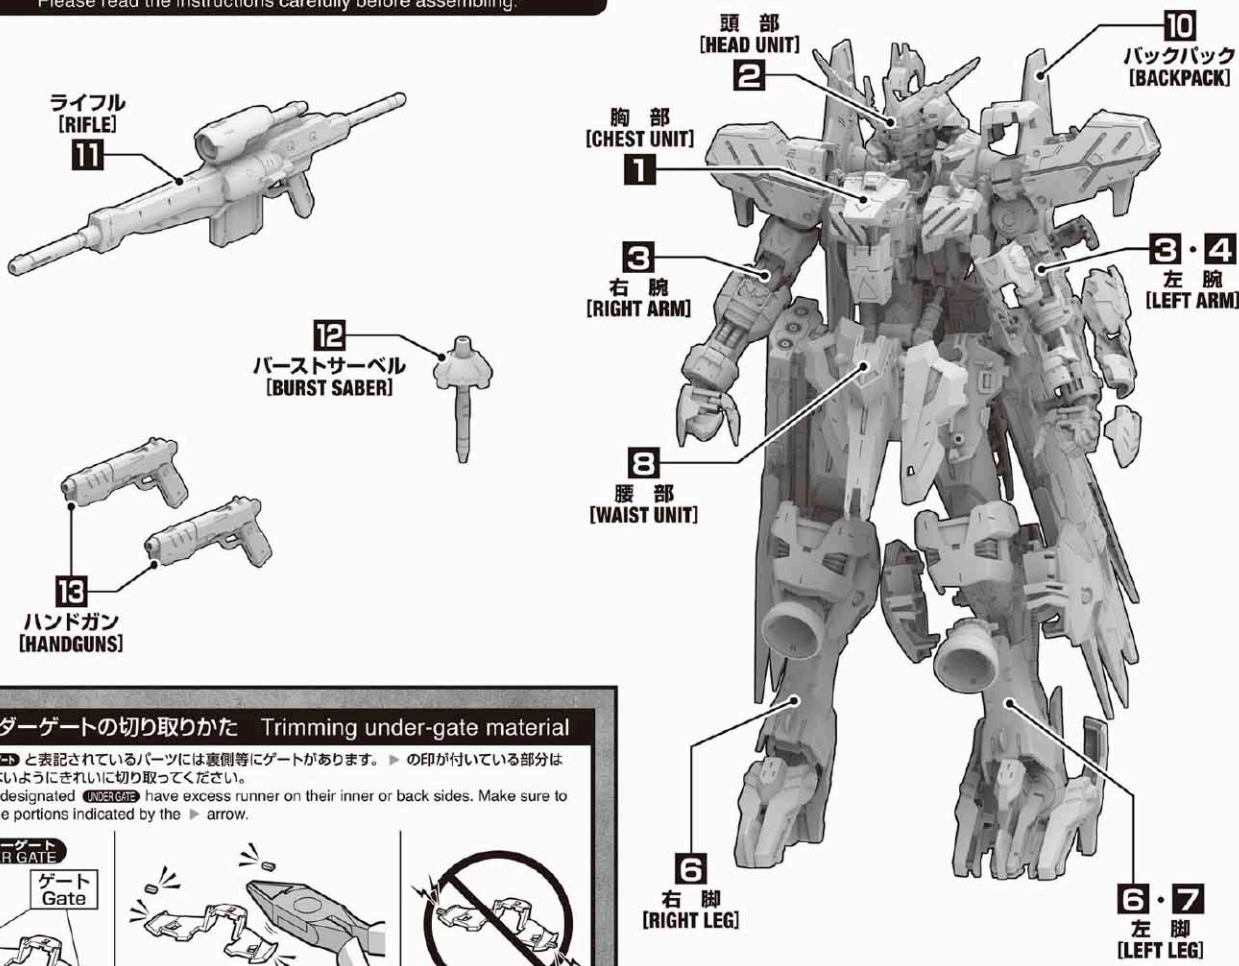 Please read the instructions carefully before assembling.
ライフル
[RIFLE]
11
12
バーストサーベル
[BURST SABER]
13
ハンドガン
[HANDGUNS]
頭 部
[HEAD UNIT]
2
胸 部
[CHEST UNIT]
1
3
右 腕
[RIGHT ARM]
8
腰 部
[WAIST UNIT]
10
バックパック
[BACKPACK]
3・4
左 腕
[LEFT ARM]
6
右 脚
[RIGHT LEG]
6・7
左 脚
[LEFT LEG]
ダーゲートの切り取りかた Trimming under-gate material
と表記されているパーツには裏側等にゲートがあります。 ▶ の印が付いている部分は
ないようにきれいに切り取ってください。
designated UNDER GATE have excess runner on their inner or back sides. Make sure to
e portions indicated by the ▶ arrow.
ーゲート
R GATE
ゲート
Gate